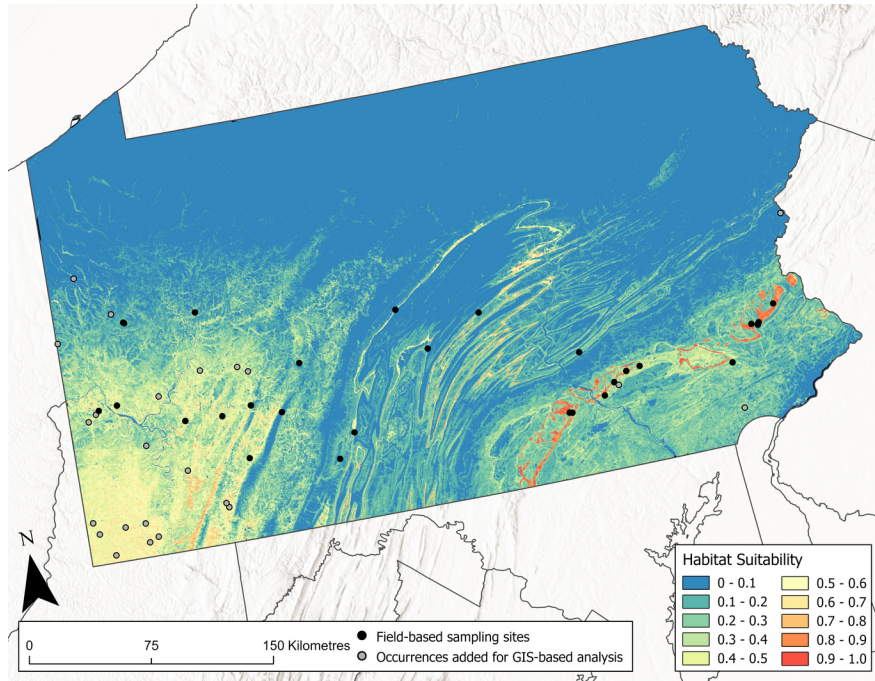 N
0 75 150 Kilometres
Field-based sampling sites
Occurrences added for GIS-based analysis
Habitat Suitability
0 - 0.1 0.5 - 0.6
0.1 - 0.2 0.6 - 0.7
0.2 - 0.3 0.7 - 0.8
0.3 - 0.4 0.8 - 0.9
0.4 - 0.5 0.9 - 1.0